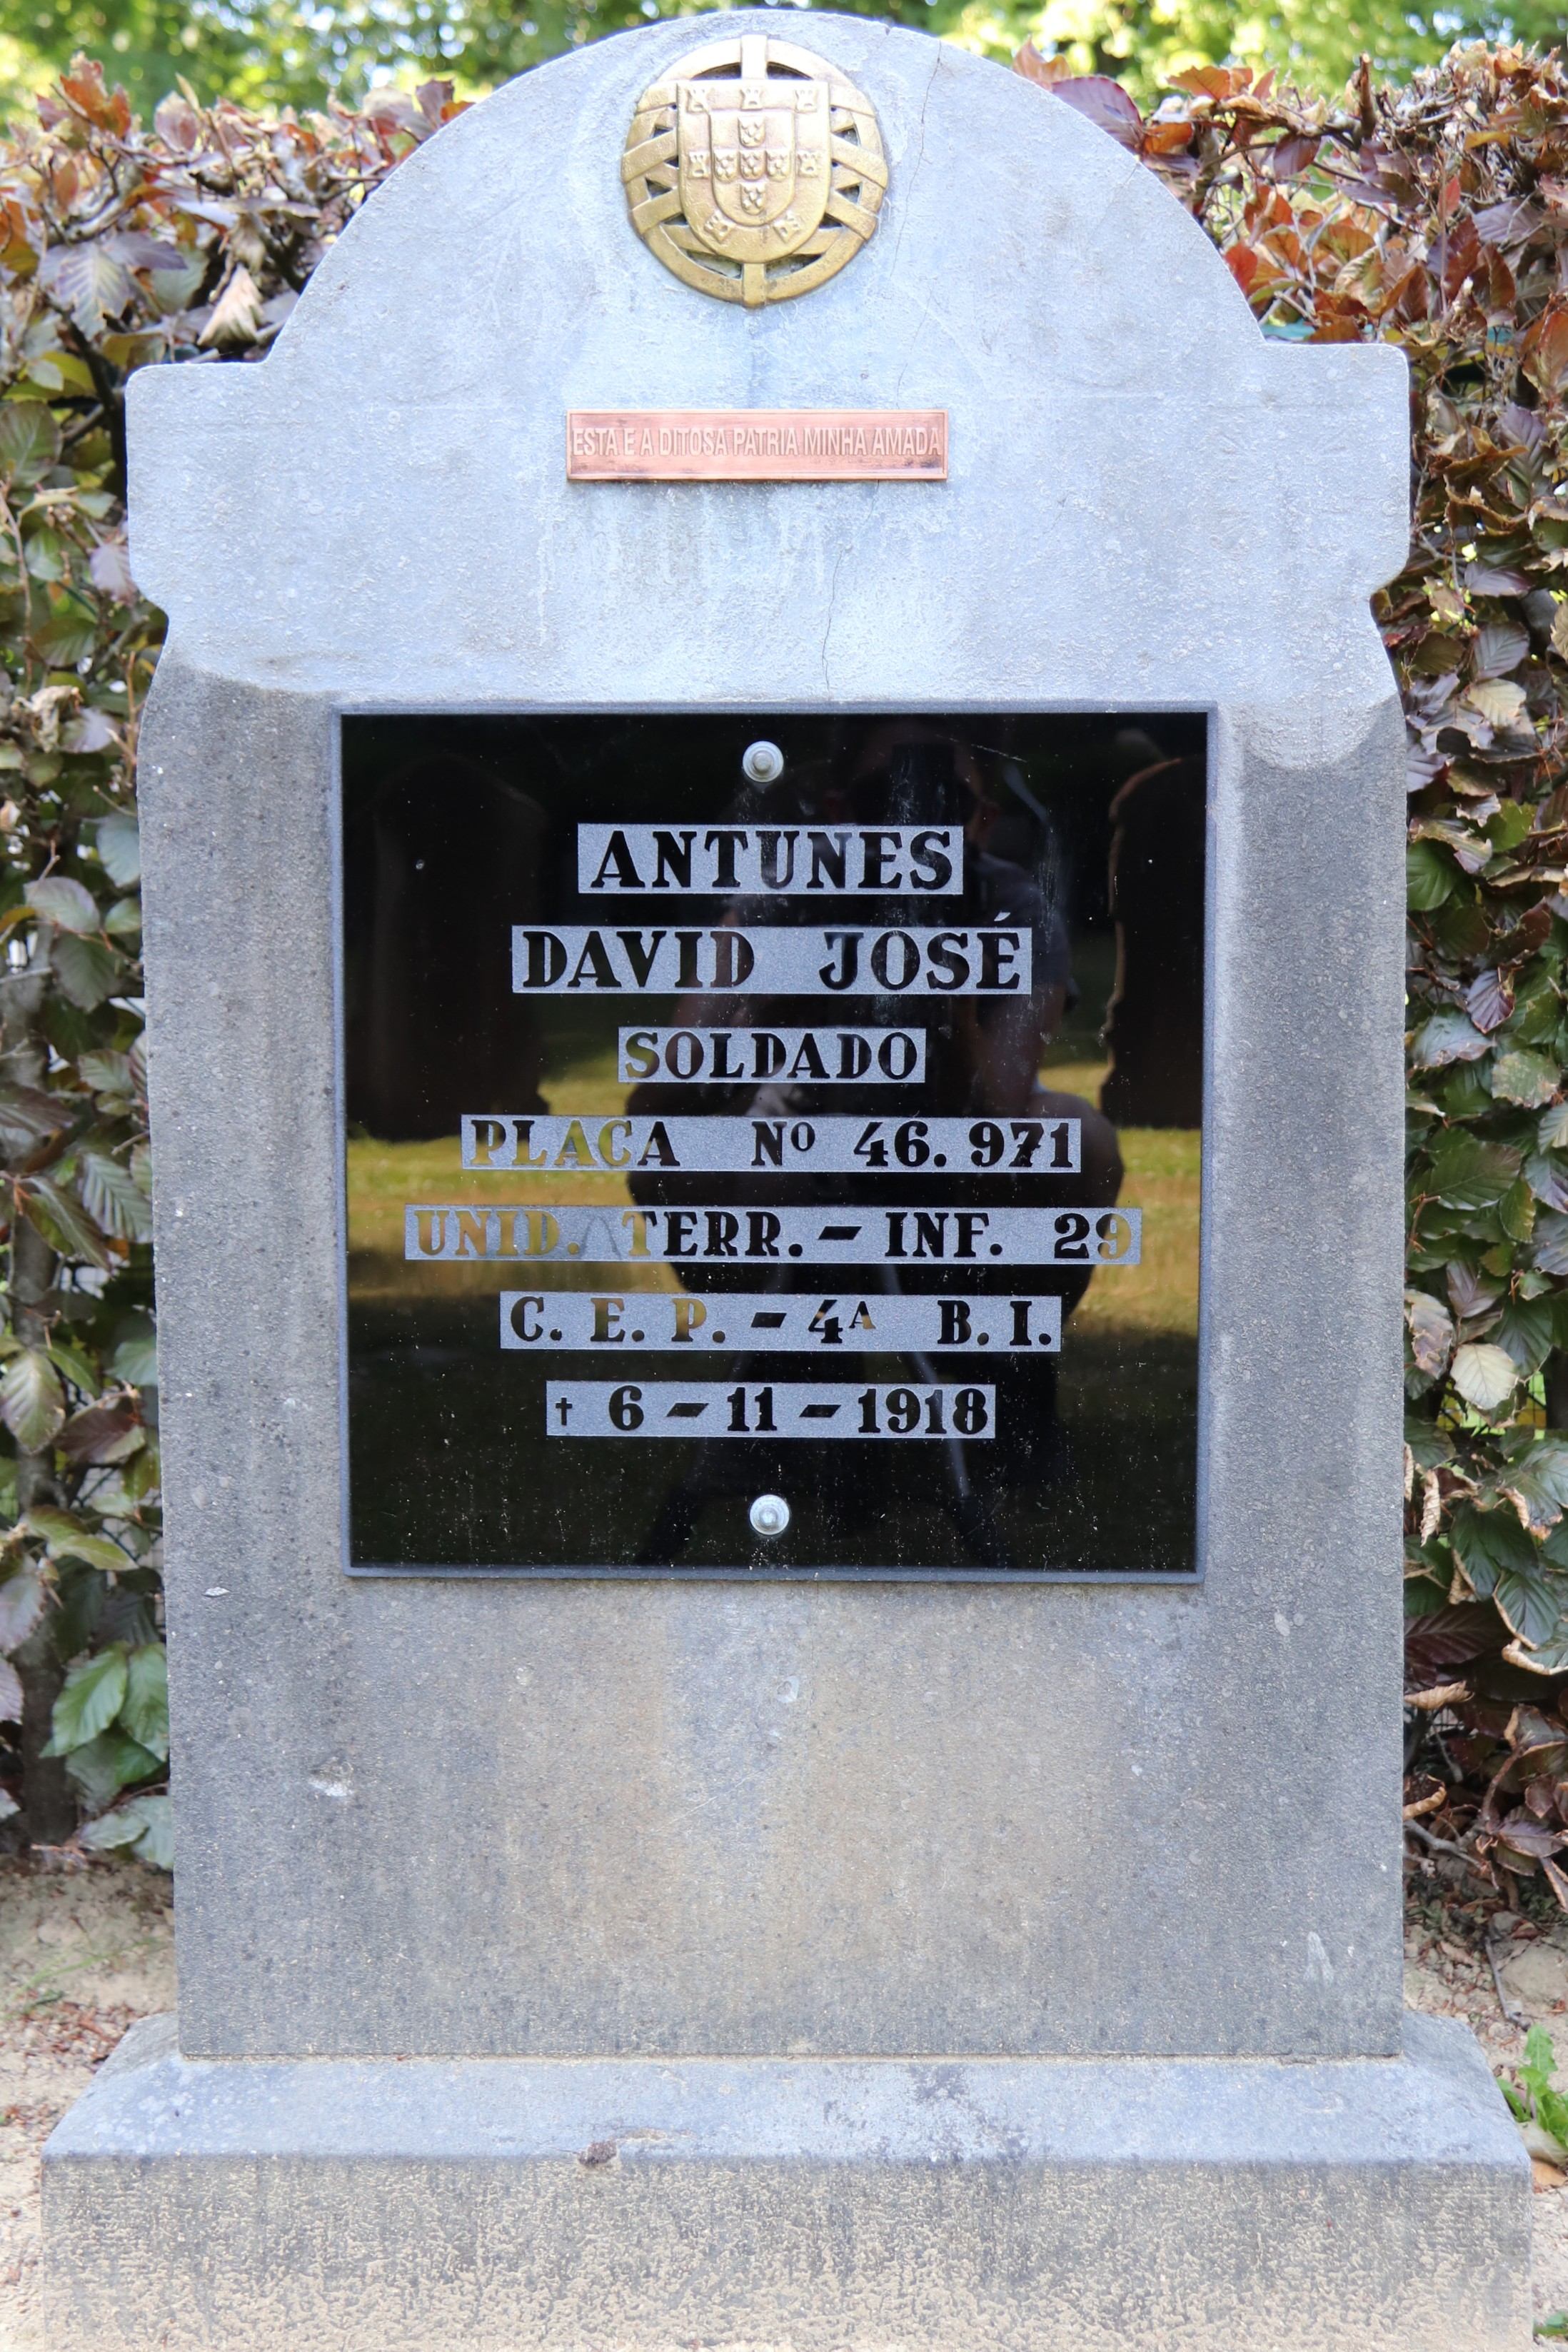 ESTA E A DITOSA PATRIA MINHA AMADA
ANTUNES
DAVID JOSÉ
SOLDADO
PLACA Nº 46.971
UNID. TERR. - INF. 29
C. E. P. - 4ᴬ B. I.
† 6 - 11 - 1918